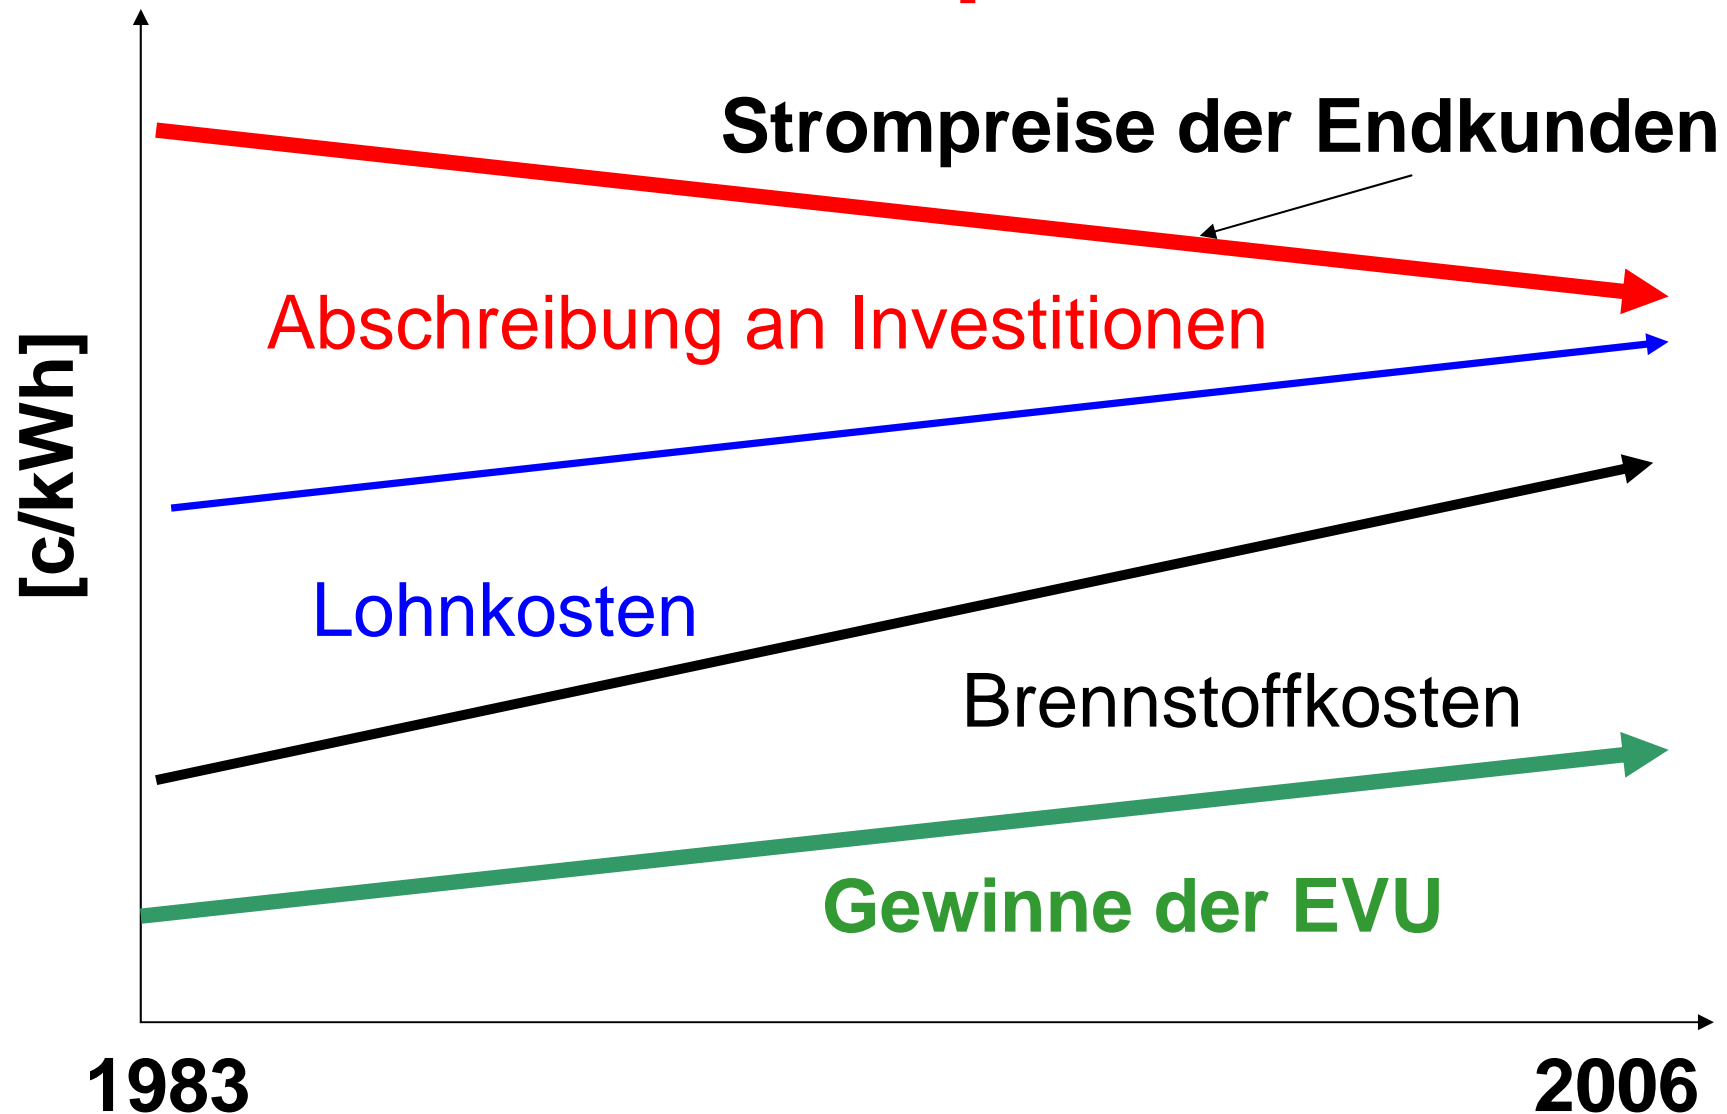 Strompreise der Endkunden
Abschreibung an Investitionen
[c/kWh]
Lohnkosten
Brennstoffkosten
Gewinne der EVU
1983
2006